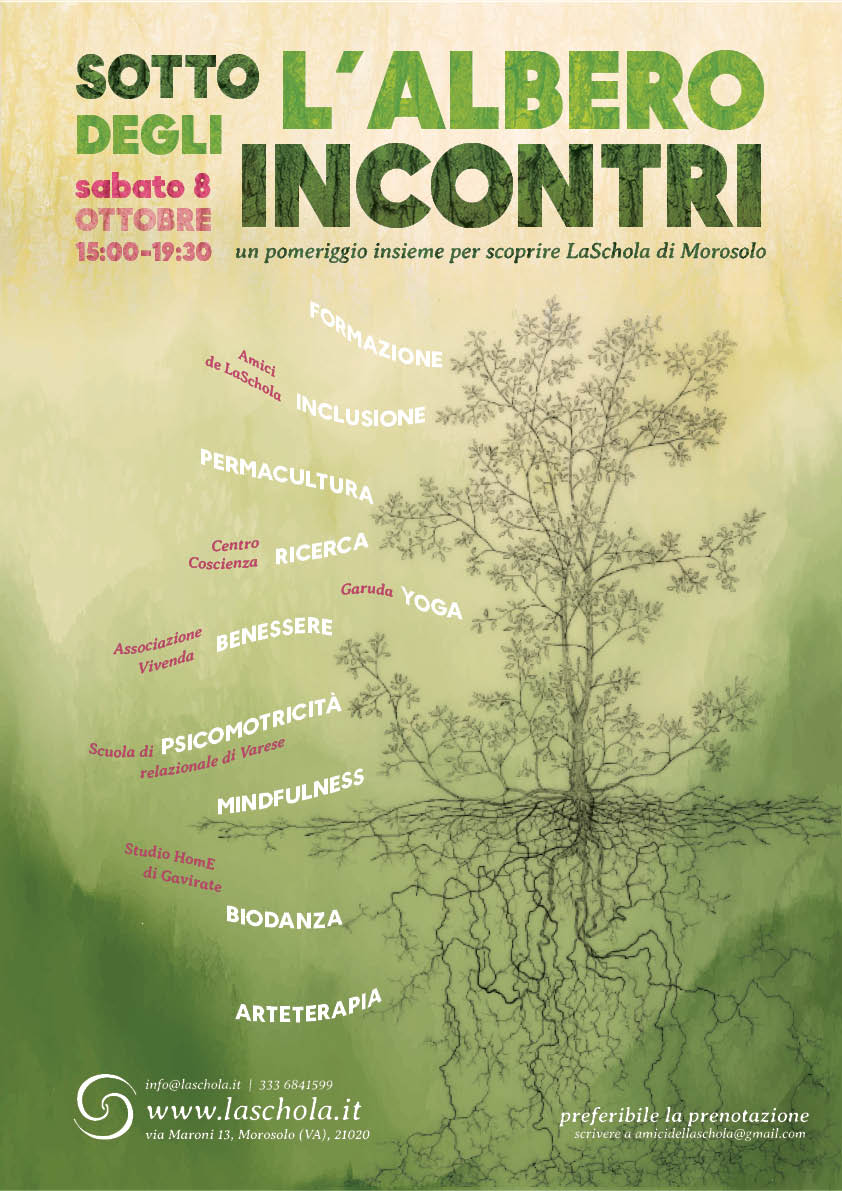 SOTTO L'ALBERO
DEGLI INCONTRI
sabato 8
OTTOBRE
15:00-19:30
un pomeriggio insieme per scoprire LaSchola di Morosolo
FORMAZIONE
Amici
de LaSchola
INCLUSIONE
PERMACULTURA
Centro
Coscienza
RICERCA
Garuda YOGA
Associazione
Vivenda
BENESSERE
Scuola di PSICOMOTRICITÀ
relazionale di Varese
MINDFULNESS
Studio HomE
di Gavirate
BIODANZA
ARTETERAPIA
info@laschola.it | 333 6841599
www.laschola.it
via Maroni 13, Morosolo (VA), 21020
preferibile la prenotazione
scrivere a amicidellaschola@gmail.com